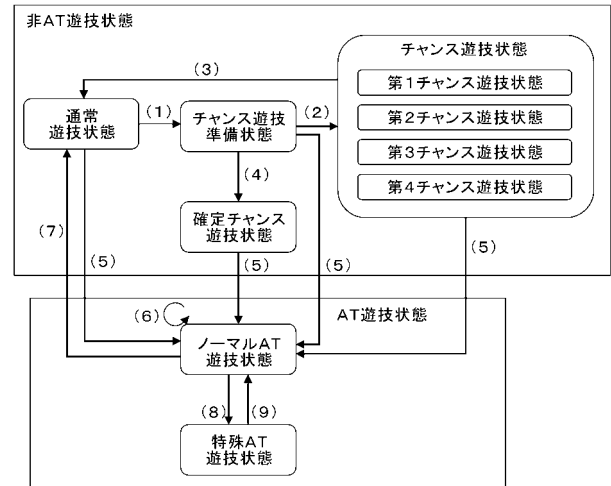 非AT遊技状態
チャンス遊技状態
第1チャンス遊技状態
第2チャンス遊技状態
第3チャンス遊技状態
第4チャンス遊技状態
(3)
通常
遊技状態
(1)
チャンス遊技
準備状態
(2)
(4)
確定チャンス
遊技状態
(7)
(5)
(5)
(5)
(5)
AT遊技状態
(6)
ノーマルAT
遊技状態
(8)
(9)
特殊AT
遊技状態